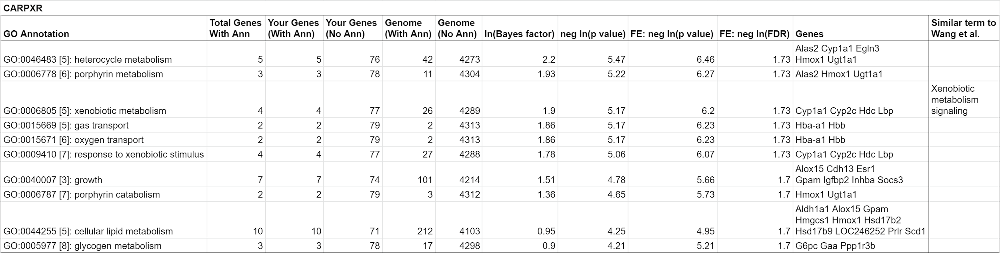 CARPXR
GO Annotation Total Genes With Ann Your Genes (With Ann) Your Genes (No Ann) Genome (With Ann) Genome (No Ann) ln(Bayes factor) neg ln(p value) FE: neg ln(p value) FE: neg ln(FDR) Genes Similar term to Wang et al.
GO:0046483 [5]: heterocycle metabolism 5 5 76 42 4273 2.2 5.47 6.46 1.73 Alas2 Cyp1a1 Egln3 Hmox1 Ugt1a1
GO:0006778 [6]: porphyrin metabolism 3 3 78 11 4304 1.93 5.22 6.27 1.73 Alas2 Hmox1 Ugt1a1
GO:0006805 [5]: xenobiotic metabolism 4 4 77 26 4289 1.9 5.17 6.2 1.73 Cyp1a1 Cyp2c Hdc Lbp Xenobiotic metabolism signaling
GO:0015669 [5]: gas transport 2 2 79 2 4313 1.86 5.17 6.23 1.73 Hba-a1 Hbb
GO:0015671 [6]: oxygen transport 2 2 79 2 4313 1.86 5.17 6.23 1.73 Hba-a1 Hbb
GO:0009410 [7]: response to xenobiotic stimulus 4 4 77 27 4288 1.78 5.06 6.07 1.73 Cyp1a1 Cyp2c Hdc Lbp
GO:0040007 [3]: growth 7 7 74 101 4214 1.51 4.78 5.66 1.7 Alox15 Cdh13 Esr1 Gpam Igfbp2 Inhba Socs3
GO:0006787 [7]: porphyrin catabolism 2 2 79 3 4312 1.36 4.65 5.73 1.7 Hmox1 Ugt1a1
GO:0044255 [5]: cellular lipid metabolism 10 10 71 212 4103 0.95 4.25 4.95 1.7 Aldh1a1 Alox15 Gpam Hmgcs1 Hmox1 Hsd17b2 Hsd17b9 LOC246252 Prlr Scd1
GO:0005977 [8]: glycogen metabolism 3 3 78 17 4298 0.9 4.21 5.21 1.7 G6pc Gaa Ppp1r3b